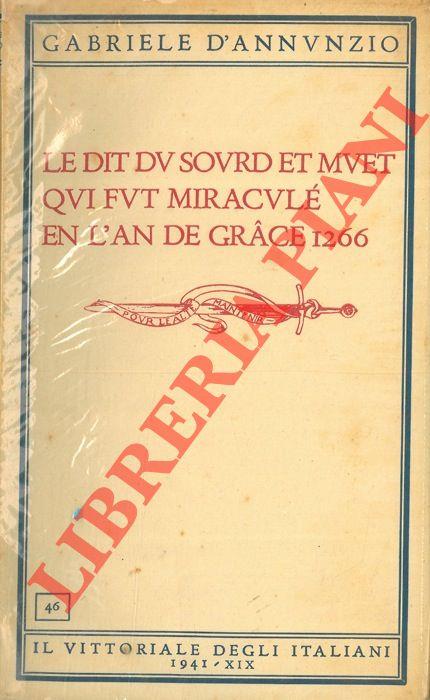 GABRIELE D'ANNVNZIO
LE DIT DV SOVRD ET MVET
QVI FVT MIRACVLÉ
EN L'AN DE GRÂCE 1266
POVR LEALTE MAINTENIR
LIBRERIA PIANI
46
IL VITTORIALE DEGLI ITALIANI
1941 - XIX